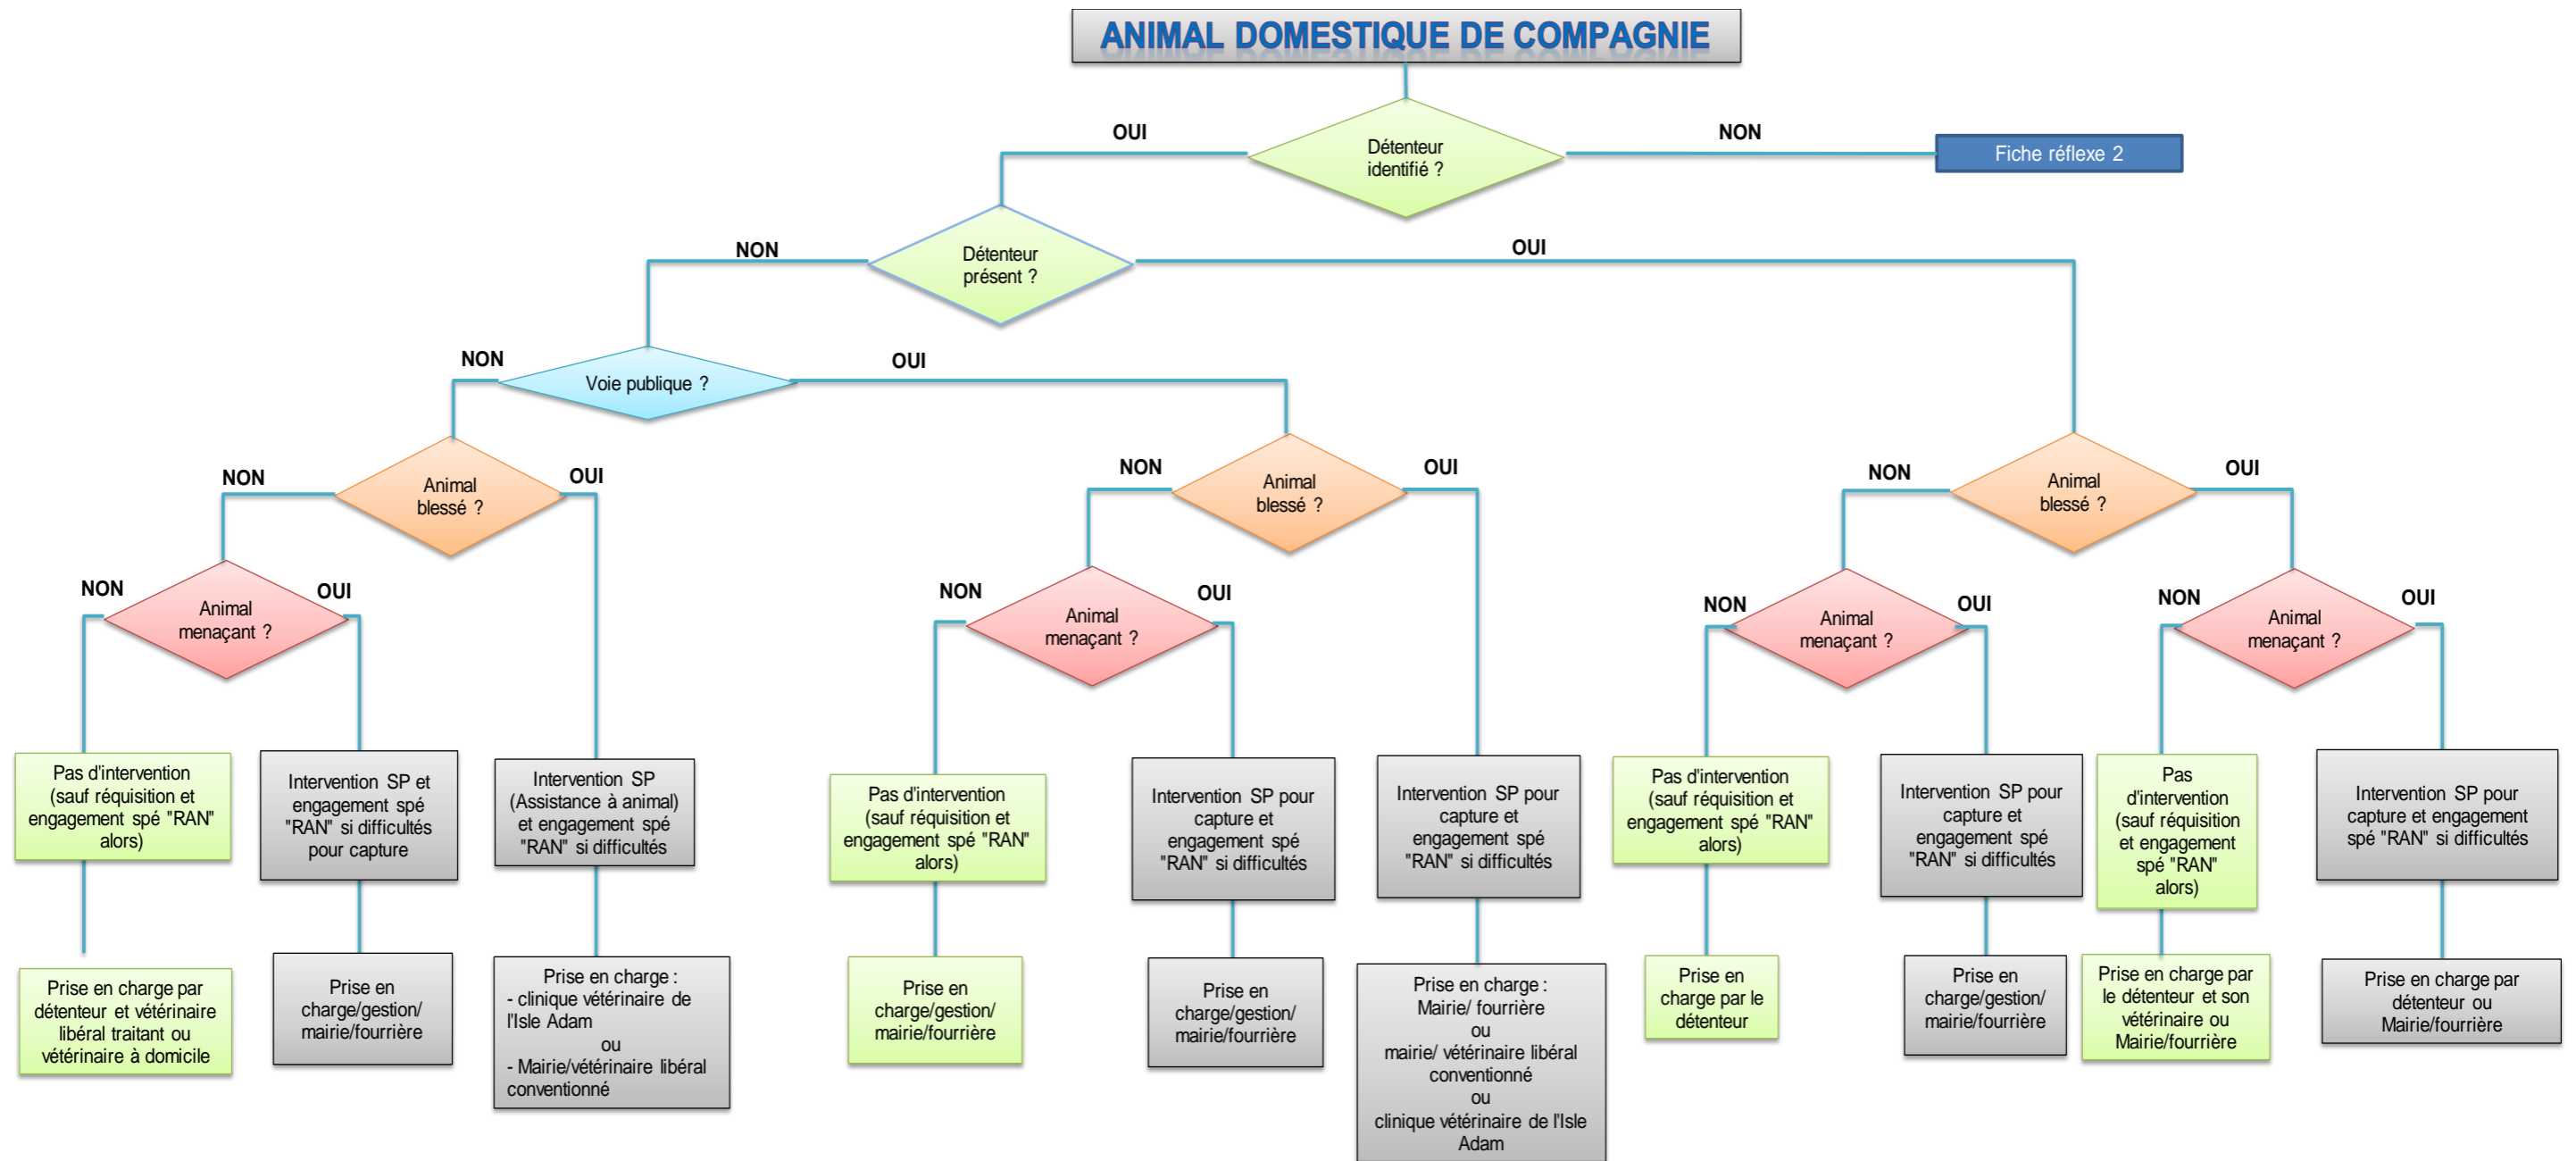 ANIMAL DOMESTIQUE DE COMPAGNIE
OUI
NON
Détenteur
identifié ?
Fiche réflexe 2
NON
Détenteur
présent ?
OUI
NON
Voie publique ?
OUI
NON
Animal
blessé ?
OUI
NON
Animal
blessé ?
OUI
NON
Animal
blessé ?
OUI
NON
Animal
menaçant ?
OUI
NON
Animal
menaçant ?
OUI
NON
Animal
menaçant ?
OUI
NON
Animal
menaçant ?
OUI
Pas d'intervention
(sauf réquisition et
engagement spé "RAN"
alors)
Intervention SP et
engagement spé
"RAN" si difficultés
pour capture
Intervention SP
(Assistance à animal)
et engagement spé
"RAN" si difficultés
Pas d'intervention
(sauf réquisition et
engagement spé "RAN"
alors)
Intervention SP pour
capture et
engagement spé
"RAN" si difficultés
Intervention SP pour
capture et
engagement spé
"RAN" si difficultés
Pas d'intervention
(sauf réquisition et
engagement spé "RAN"
alors)
Intervention SP pour
capture et
engagement spé
"RAN" si difficultés
Pas
d'intervention
(sauf réquisition
et engagement
spé "RAN"
alors)
Intervention SP pour
capture et engagement
spé "RAN" si difficultés
Prise en charge par
détenteur et vétérinaire
libéral traitant ou
vétérinaire à domicile
Prise en
charge/gestion/
mairie/fourrière
Prise en charge :
- clinique vétérinaire de
l'Isle Adam
ou
- Mairie/vétérinaire libéral
conventionné
Prise en
charge/gestion/
mairie/fourrière
Prise en
charge/gestion/
mairie/fourrière
Prise en charge :
Mairie/ fourrière
ou
mairie/ vétérinaire libéral
conventionné
ou
clinique vétérinaire de l'Isle
Adam
Prise en
charge par le
détenteur
Prise en
charge/gestion/
mairie/fourrière
Prise en charge par
le détenteur et son
vétérinaire ou
Mairie/fourrière
Prise en charge par
détenteur ou
Mairie/fourrière